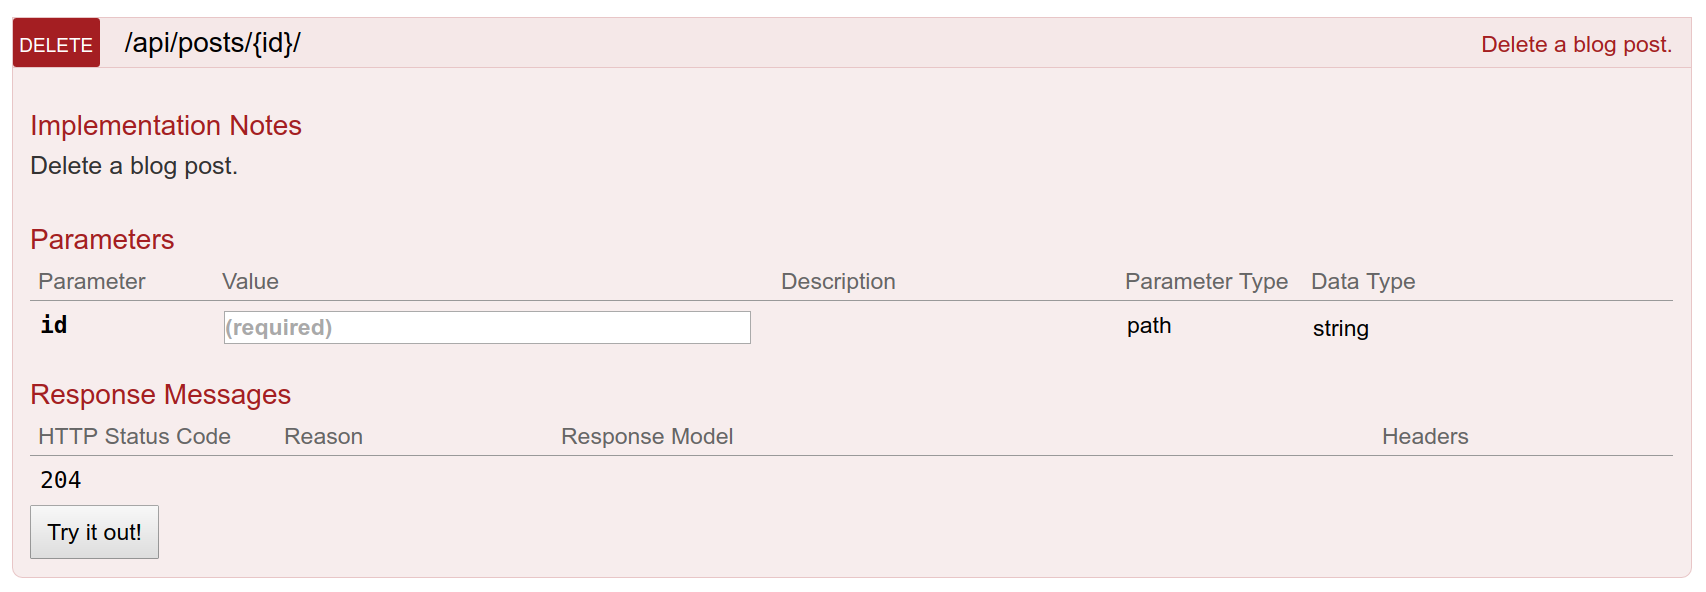 DELETE /api/posts/{id}/ Delete a blog post.
Implementation Notes
Delete a blog post.
Parameters
Parameter Value Description Parameter Type Data Type
id (required) path string
Response Messages
HTTP Status Code Reason Response Model Headers
204
Try it out!